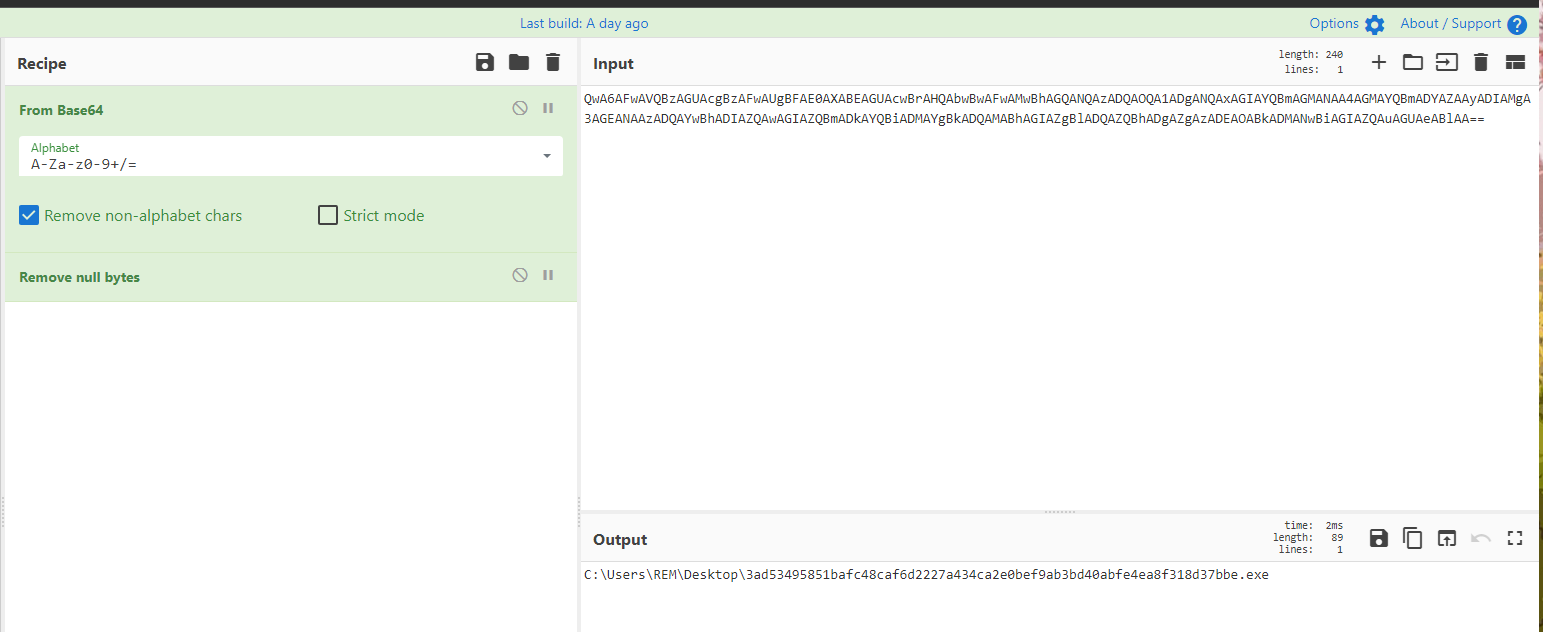 Last build: A day ago
Options
About / Support
Recipe
Input
length: 240
lines: 1
From Base64
Alphabet
A-Za-z0-9+/=
Remove non-alphabet chars
Strict mode
Remove null bytes
QwA6AFwAVQBzAGUAcgBzAFwAUgBFAE0AXABEAGUAcwBrAHQAbwBwAFwAMwBhAGQANQAzADQAOQA1ADgANQAxAGIAYQBmAGMANAA4AGMAYQBmADYAZAAyADIAMgA
3AGEANAAzADQAYwBhADIAZQAwAGIAZQBmADkAYQBiADMAYgBkADQAMABhAGIAZgBlADQAZQBhADgAZgAzADEAOABkADMANwBiAGIAZQAuAGUAeABlAA==
Output
time: 2ms
length: 89
lines: 1
C:\Users\REM\Desktop\3ad53495851bafc48caf6d2227a434ca2e0bef9ab3bd40abfe4ea8f318d37bbe.exe